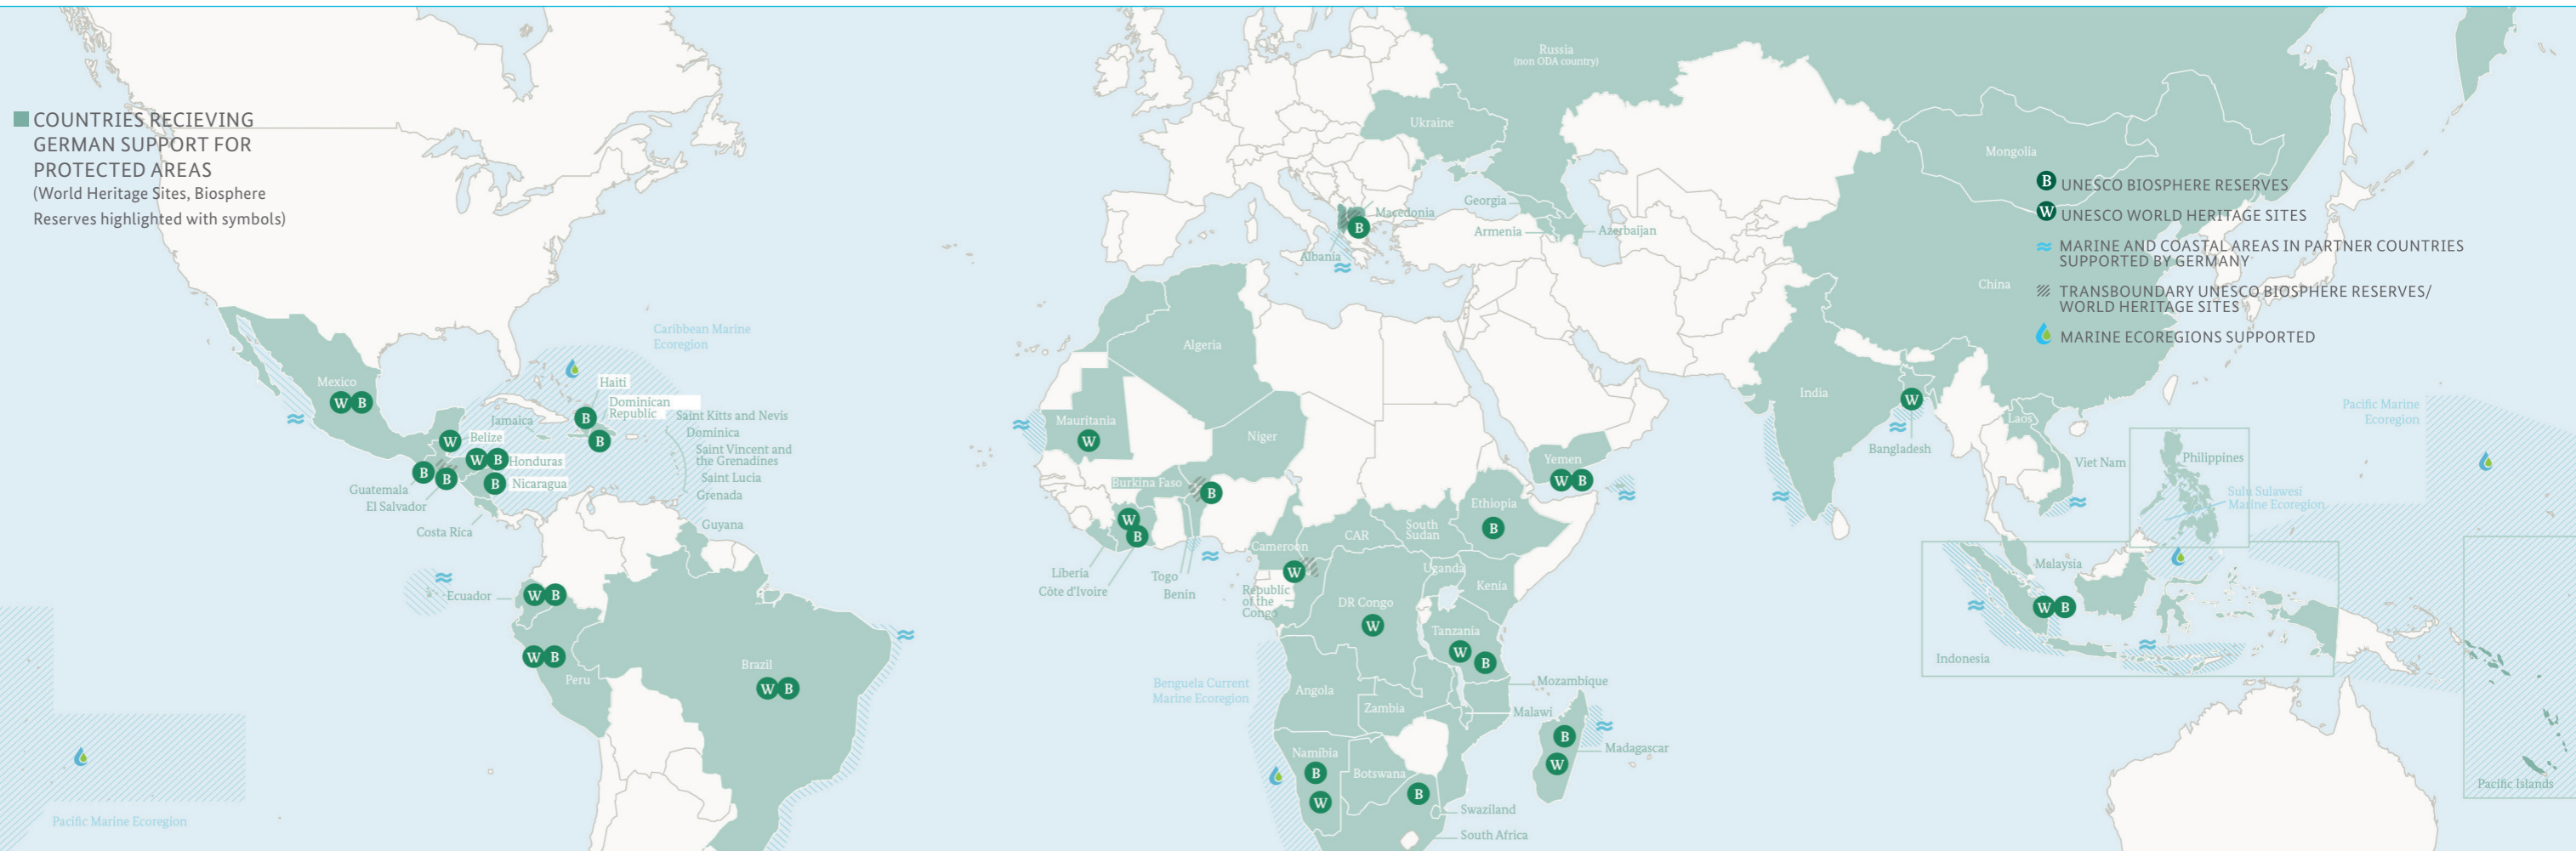 COUNTRIES RECIEVING
GERMAN SUPPORT FOR
PROTECTED AREAS
(World Heritage Sites, Biosphere
Reserves highlighted with symbols)
B UNESCO BIOSPHERE RESERVES
W UNESCO WORLD HERITAGE SITES
MARINE AND COASTAL AREAS IN PARTNER COUNTRIES
SUPPORTED BY GERMANY
TRANSBOUNDARY UNESCO BIOSPHERE RESERVES/
WORLD HERITAGE SITES
MARINE ECOREGIONS SUPPORTED
Caribbean Marine
Ecoregion
Mexico
W B
Haiti
Dominican
Republic
B
B
Jamaica
Saint Kitts and Nevis
Dominica
Saint Vincent and
the Grenadines
Saint Lucia
Grenada
W
Belize
W B
Honduras
B
B
B
Nicaragua
Guatemala
El Salvador
Costa Rica
Guyana
Ecuador
W B
W B
Peru
Brazil
W B
Pacific Marine Ecoregion
Russia
(non ODA country)
Ukraine
Georgia
Macedonia
B
Armenia
Azerbaijan
Albania
Algeria
Mauritania
W
Niger
Burkina Faso
B
W
B
Liberia
Côte d'Ivoire
Togo
Benin
Yemen
W B
Ethiopia
B
South
Sudan
CAR
Cameroon
W
Republic
of the
Congo
Uganda
Kenia
DR Congo
W
Tanzania
W
B
Benguela Current
Marine Ecoregion
Angola
Zambia
Mozambique
Malawi
B
W
Madagascar
Namibia
B
W
Botswana
B
Swaziland
South Africa
Mongolia
China
India
W
Bangladesh
Laos
Viet Nam
Philippines
Sulu Sulawesi
Marine Ecoregion
Pacific Marine
Ecoregion
Malaysia
W B
Indonesia
Pacific Islands